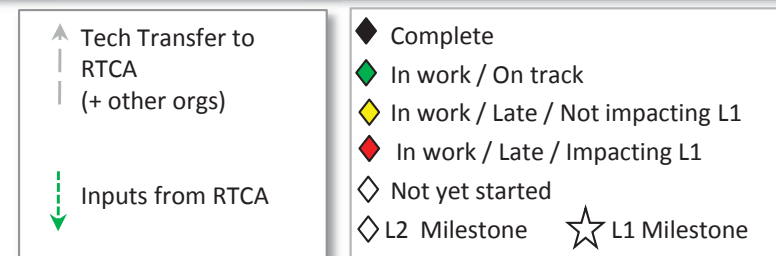 Tech Transfer to
RTCA
(+ other orgs)
Inputs from RTCA
Complete
In work / On track
In work / Late / Not impacting L1
In work / Late / Impacting L1
Not yet started
L2 Milestone L1 Milestone